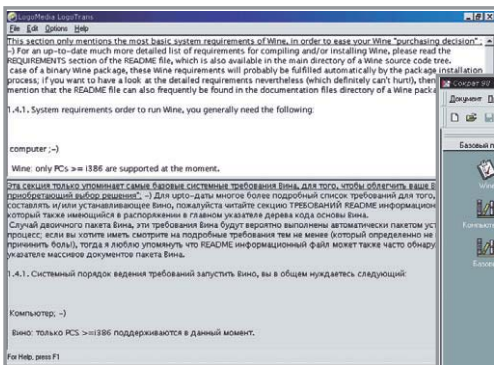 LogoMedia LogoTrans
File Edit Options Help
This section only mentions the most basic system requirements of Wine, in order to ease your Wine "purchasing decision" ;
-) For an up-to-date much more detailed list of requirements for compiling and/or installing Wine, please read the
REQUIREMENTS section of the README file, which is also available in the main directory of a Wine source code tree.
case of a binary Wine package, these Wine requirements will probably be fulfilled automatically by the package installation
process; if you want to have a look at the detailed requirements nevertheless (which definitely can't hurt!), then
mention that the README file can also frequently be found in the documentation files directory of a Wine packa
1.4.1. System requirements order to run Wine, you generally need the following:
computer ;-)
Wine: only PCs >= i386 are supported at the moment.
Эта секция только упоминает самые базовые системные требования Вина, для того, чтобы облегчить ваше В
приобретающий выбор решения"; -) Для upto-даты многое более подробный список требований для того,
составлять и/или устанавливающее Вино, пожалуйста читайте секцию ТРЕБОВАНИЙ README информацион
который также имеющийся в распоряжении в главном указателе дерева кода основы Вина.
Случай двоичного пакета Вина, эти требования Вина будут вероятно выполнены автоматически пакетом уст
процесс; если вы хотите иметь смотрите на подробные требования тем не менее (который определенно не
причинить боль!), тогда я люблю упомянуть что README информационный файл может также часто обнару
указателе массивов документов пакета Вина.
1.4.1. Системный порядок ведения требований запустить Вино, вы в общем нуждаетесь следующий:
Компьютер; -)
Вино: только PCS >=i386 поддерживаются в данный момент.
For Help, press F1
Сократ 98
Документ П
Базовый п
Wine
Компьюте
Базов